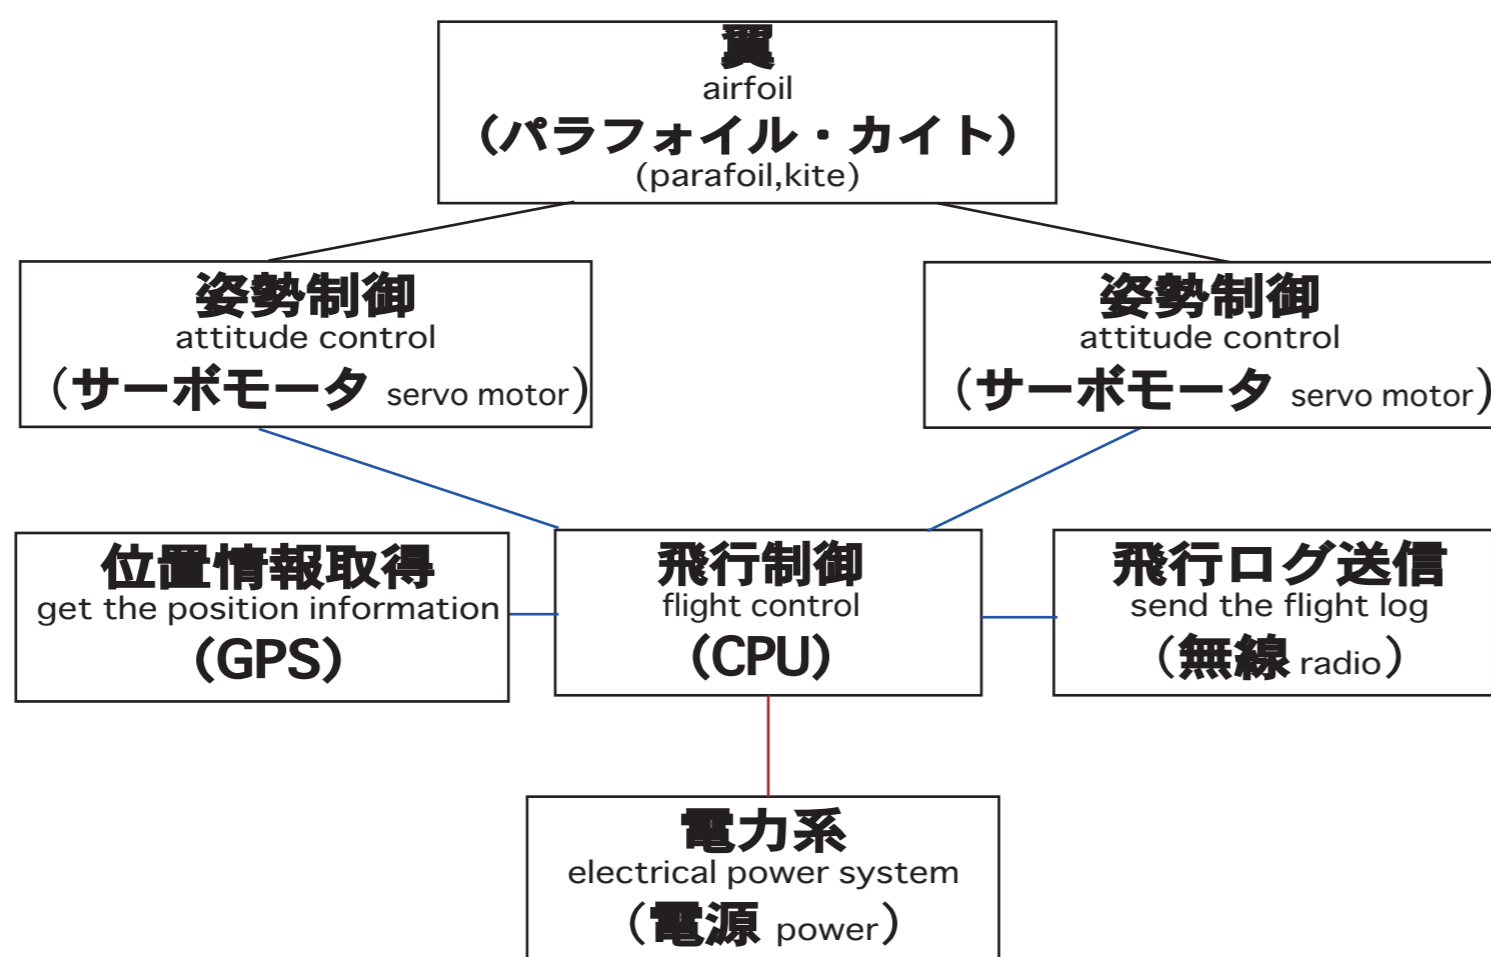 翼
airfoil
（パラフォイル・カイト）
(parafoil,kite)
姿勢制御
attitude control
（サーボモータ servo motor）
姿勢制御
attitude control
（サーボモータ servo motor）
位置情報取得
get the position information
（GPS）
飛行制御
flight control
（CPU）
飛行ログ送信
send the flight log
（無線 radio）
電力系
electrical power system
（電源 power）